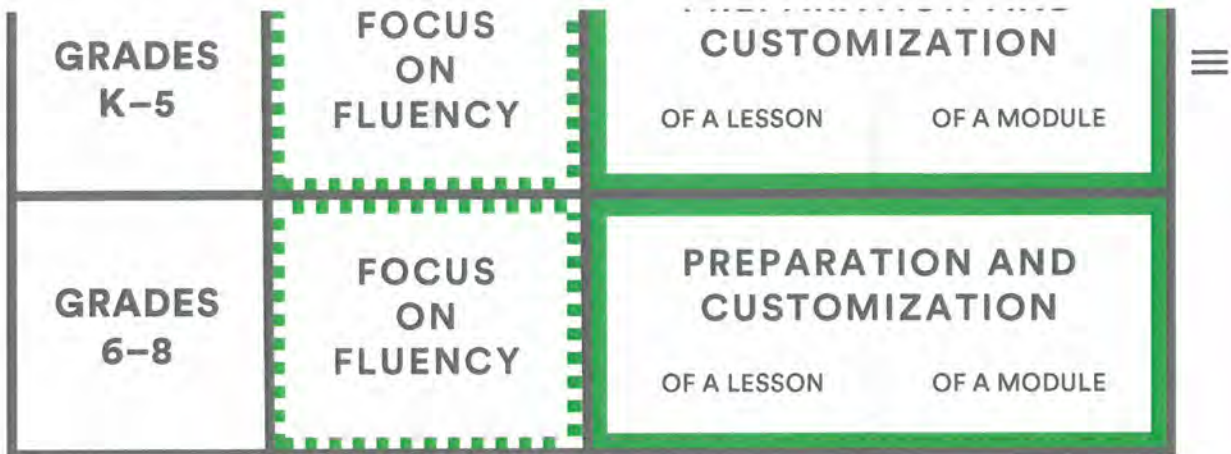 GRADES
K–5
FOCUS
ON
FLUENCY
CUSTOMIZATION
OF A LESSON OF A MODULE
GRADES
6–8
FOCUS
ON
FLUENCY
PREPARATION AND
CUSTOMIZATION
OF A LESSON OF A MODULE